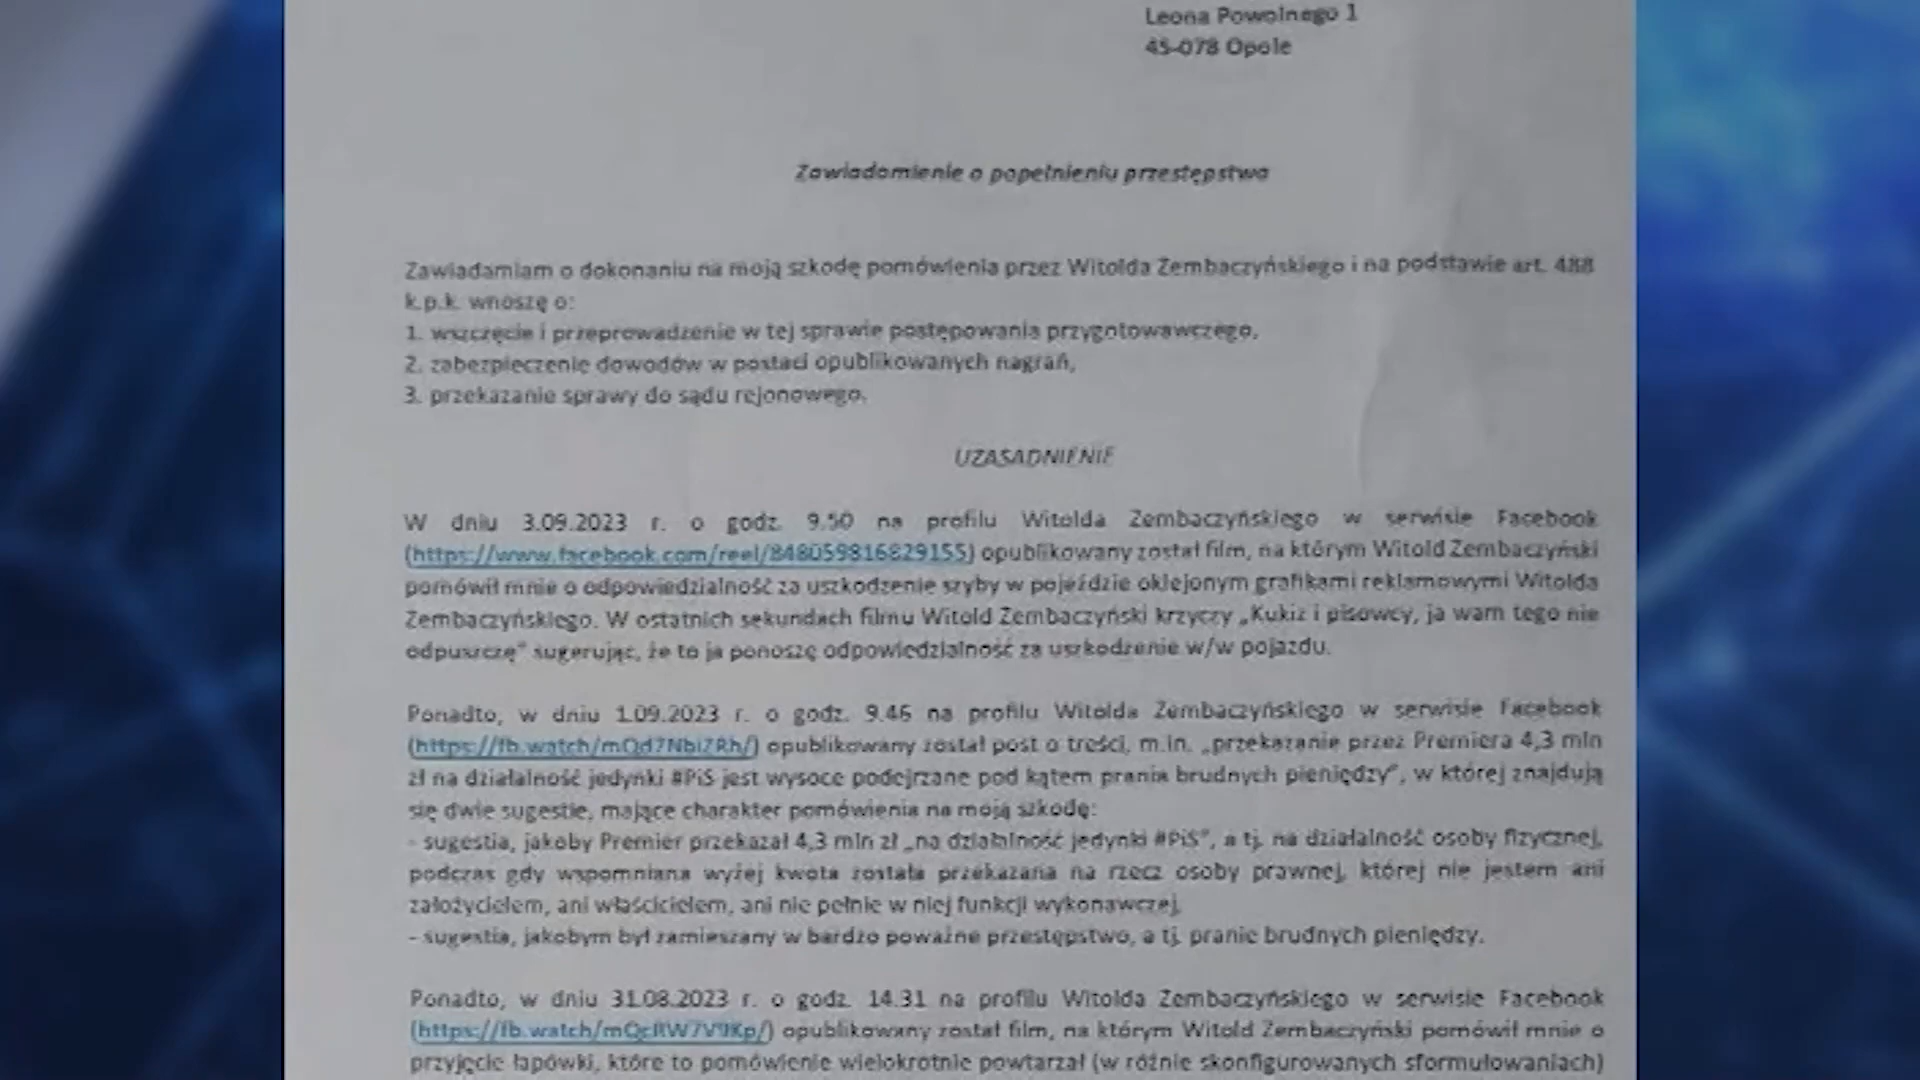 Leona Powolnego 1
45-078 Opole
Zawiadomienie o popełnieniu przestępstwa
Zawiadamiam o dokonaniu na moją szkodę pomówienia przez Witolda Zembaczyńskiego i na podstawie art. 488
k.p.k. wnoszę o:
1. wszczęcie i przeprowadzenie w tej sprawie postępowania przygotowawczego,
2. zabezpieczenie dowodów w postaci opublikowanych nagrań,
3. przekazanie sprawy do sądu rejonowego.
UZASADNIENIE
W dniu 3.09.2023 r. o godz. 9.50 na profilu Witolda Zembaczyńskiego w serwisie Facebook
(https://www.facebook.com/reel/848059816829155) opublikowany został film, na którym Witold Zembaczyński
pomówił mnie o odpowiedzialność za uszkodzenie szyby w pojeździe oklejonym grafikami reklamowymi Witolda
Zembaczyńskiego. W ostatnich sekundach filmu Witold Zembaczyński krzyczy „Kukiz i pisowcy, ja wam tego nie
odpuszczę” sugerując, że to ja ponoszę odpowiedzialność za uszkodzenie w/w pojazdu.
Ponadto, w dniu 1.09.2023 r. o godz. 9.46 na profilu Witolda Zembaczyńskiego w serwisie Facebook
(https://fb.watch/mQd7NbiZRh/) opublikowany został post o treści, m.in. „przekazanie przez Premiera 4,3 mln
zł na działalność jedynki #PiS jest wysoce podejrzane pod kątem prania brudnych pieniędzy”, w której znajdują
się dwie sugestie, mające charakter pomówienia na moją szkodę:
- sugestia, jakoby Premier przekazał 4,3 mln zł „na działalność jedynki #PiS”, a tj. na działalność osoby fizycznej,
podczas gdy wspomniana wyżej kwota została przekazana na rzecz osoby prawnej, której nie jestem ani
założycielem, ani właścicielem, ani nie pełnie w niej funkcji wykonawczej,
- sugestia, jakobym był zamieszany w bardzo poważne przestępstwo, a tj. pranie brudnych pieniędzy.
Ponadto, w dniu 31.08.2023 r. o godz. 14.31 na profilu Witolda Zembaczyńskiego w serwisie Facebook
(https://fb.watch/mQcRW7V9Kp/) opublikowany został film, na którym Witold Zembaczyński pomówił mnie o
przyjęcie łapówki, które to pomówienie wielokrotnie powtarzał (w różnie skonfigurowanych sformułowaniach)